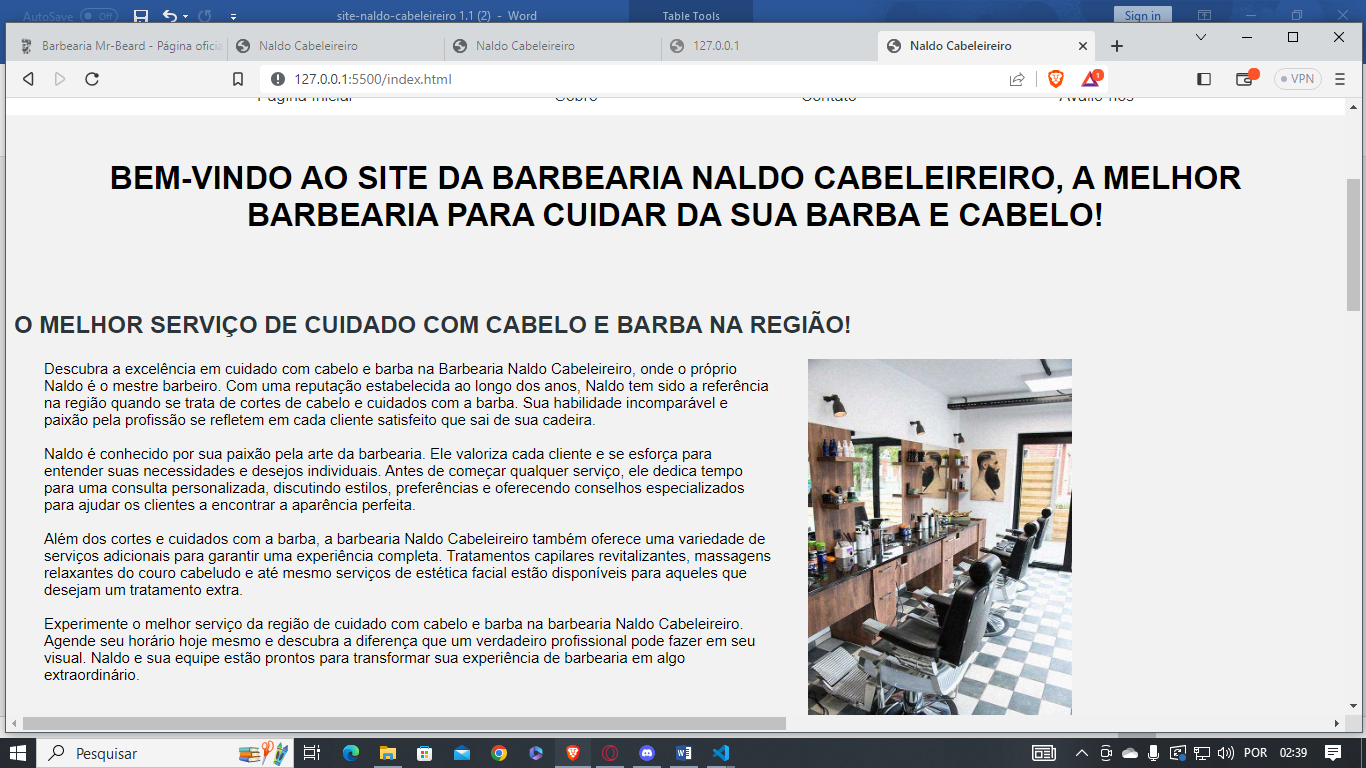 AutoSave Off site-naldo-cabeleireiro 1.1 (2) - Word Table Tools Sign in
Barbearia Mr-Beard - Página oficia Naldo Cabeleireiro Naldo Cabeleireiro 127.0.0.1 Naldo Cabeleireiro
127.0.0.1:5500/index.html 1 VPN
Página Inicial Sobre Contato Avalie-nos
BEM-VINDO AO SITE DA BARBEARIA NALDO CABELEIREIRO, A MELHOR
BARBEARIA PARA CUIDAR DA SUA BARBA E CABELO!
O MELHOR SERVIÇO DE CUIDADO COM CABELO E BARBA NA REGIÃO!
Descubra a excelência em cuidado com cabelo e barba na Barbearia Naldo Cabeleireiro, onde o próprio
Naldo é o mestre barbeiro. Com uma reputação estabelecida ao longo dos anos, Naldo tem sido a referência
na região quando se trata de cortes de cabelo e cuidados com a barba. Sua habilidade incomparável e
paixão pela profissão se refletem em cada cliente satisfeito que sai de sua cadeira.
Naldo é conhecido por sua paixão pela arte da barbearia. Ele valoriza cada cliente e se esforça para
entender suas necessidades e desejos individuais. Antes de começar qualquer serviço, ele dedica tempo
para uma consulta personalizada, discutindo estilos, preferências e oferecendo conselhos especializados
para ajudar os clientes a encontrar a aparência perfeita.
Além dos cortes e cuidados com a barba, a barbearia Naldo Cabeleireiro também oferece uma variedade de
serviços adicionais para garantir uma experiência completa. Tratamentos capilares revitalizantes, massagens
relaxantes do couro cabeludo e até mesmo serviços de estética facial estão disponíveis para aqueles que
desejam um tratamento extra.
Experimente o melhor serviço da região de cuidado com cabelo e barba na barbearia Naldo Cabeleireiro.
Agende seu horário hoje mesmo e descubra a diferença que um verdadeiro profissional pode fazer em seu
visual. Naldo e sua equipe estão prontos para transformar sua experiência de barbearia em algo
extraordinário.
Pesquisar POR 02:39